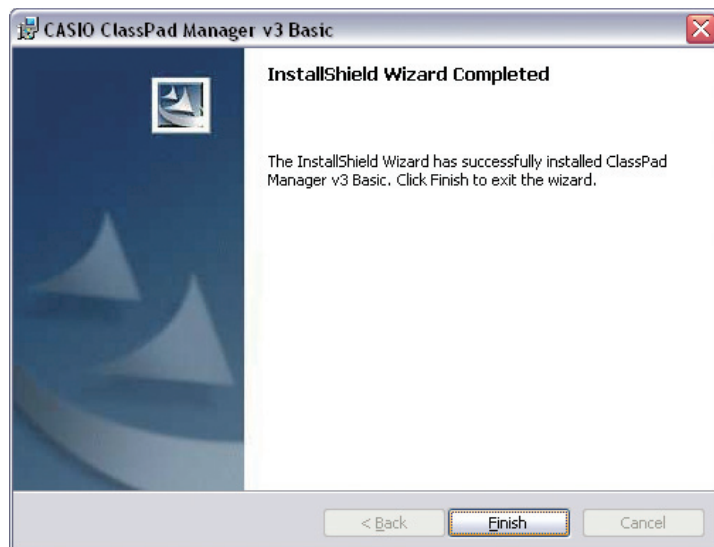 CASIO ClassPad Manager v3 Basic
InstallShield Wizard Completed
The InstallShield Wizard has successfully installed ClassPad
Manager v3 Basic. Click Finish to exit the wizard.
< Back
Finish
Cancel